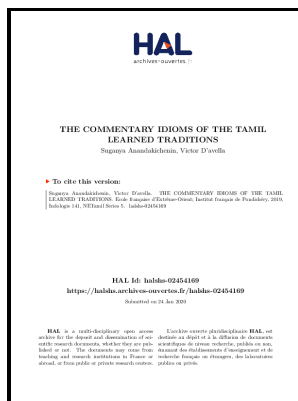 HAL
archives-ouvertes.fr
THE COMMENTARY IDIOMS OF THE TAMIL
LEARNED TRADITIONS
Suganya Anandakichenin, Victor D'avella
▶ To cite this version:
Suganya Anandakichenin, Victor D'avella. THE COMMENTARY IDIOMS OF THE TAMIL
LEARNED TRADITIONS. Ecole française d'Extrême-Orient; Institut français de Pondichéry, 2019,
Indologie 141, NETamil Series 5. halshs-02454169
HAL Id: halshs-02454169
https://halshs.archives-ouvertes.fr/halshs-02454169
Submitted on 24 Jan 2020
HAL is a multi-disciplinary open access
archive for the deposit and dissemination of sci-
entific research documents, whether they are pub-
lished or not. The documents may come from
teaching and research institutions in France or
abroad, or from public or private research centers.
L'archive ouverte pluridisciplinaire HAL, est
destinée au dépôt et à la diffusion de documents
scientifiques de niveau recherche, publiés ou non,
émanant des établissements d'enseignement et de
recherche français ou étrangers, des laboratoires
publics ou privés.